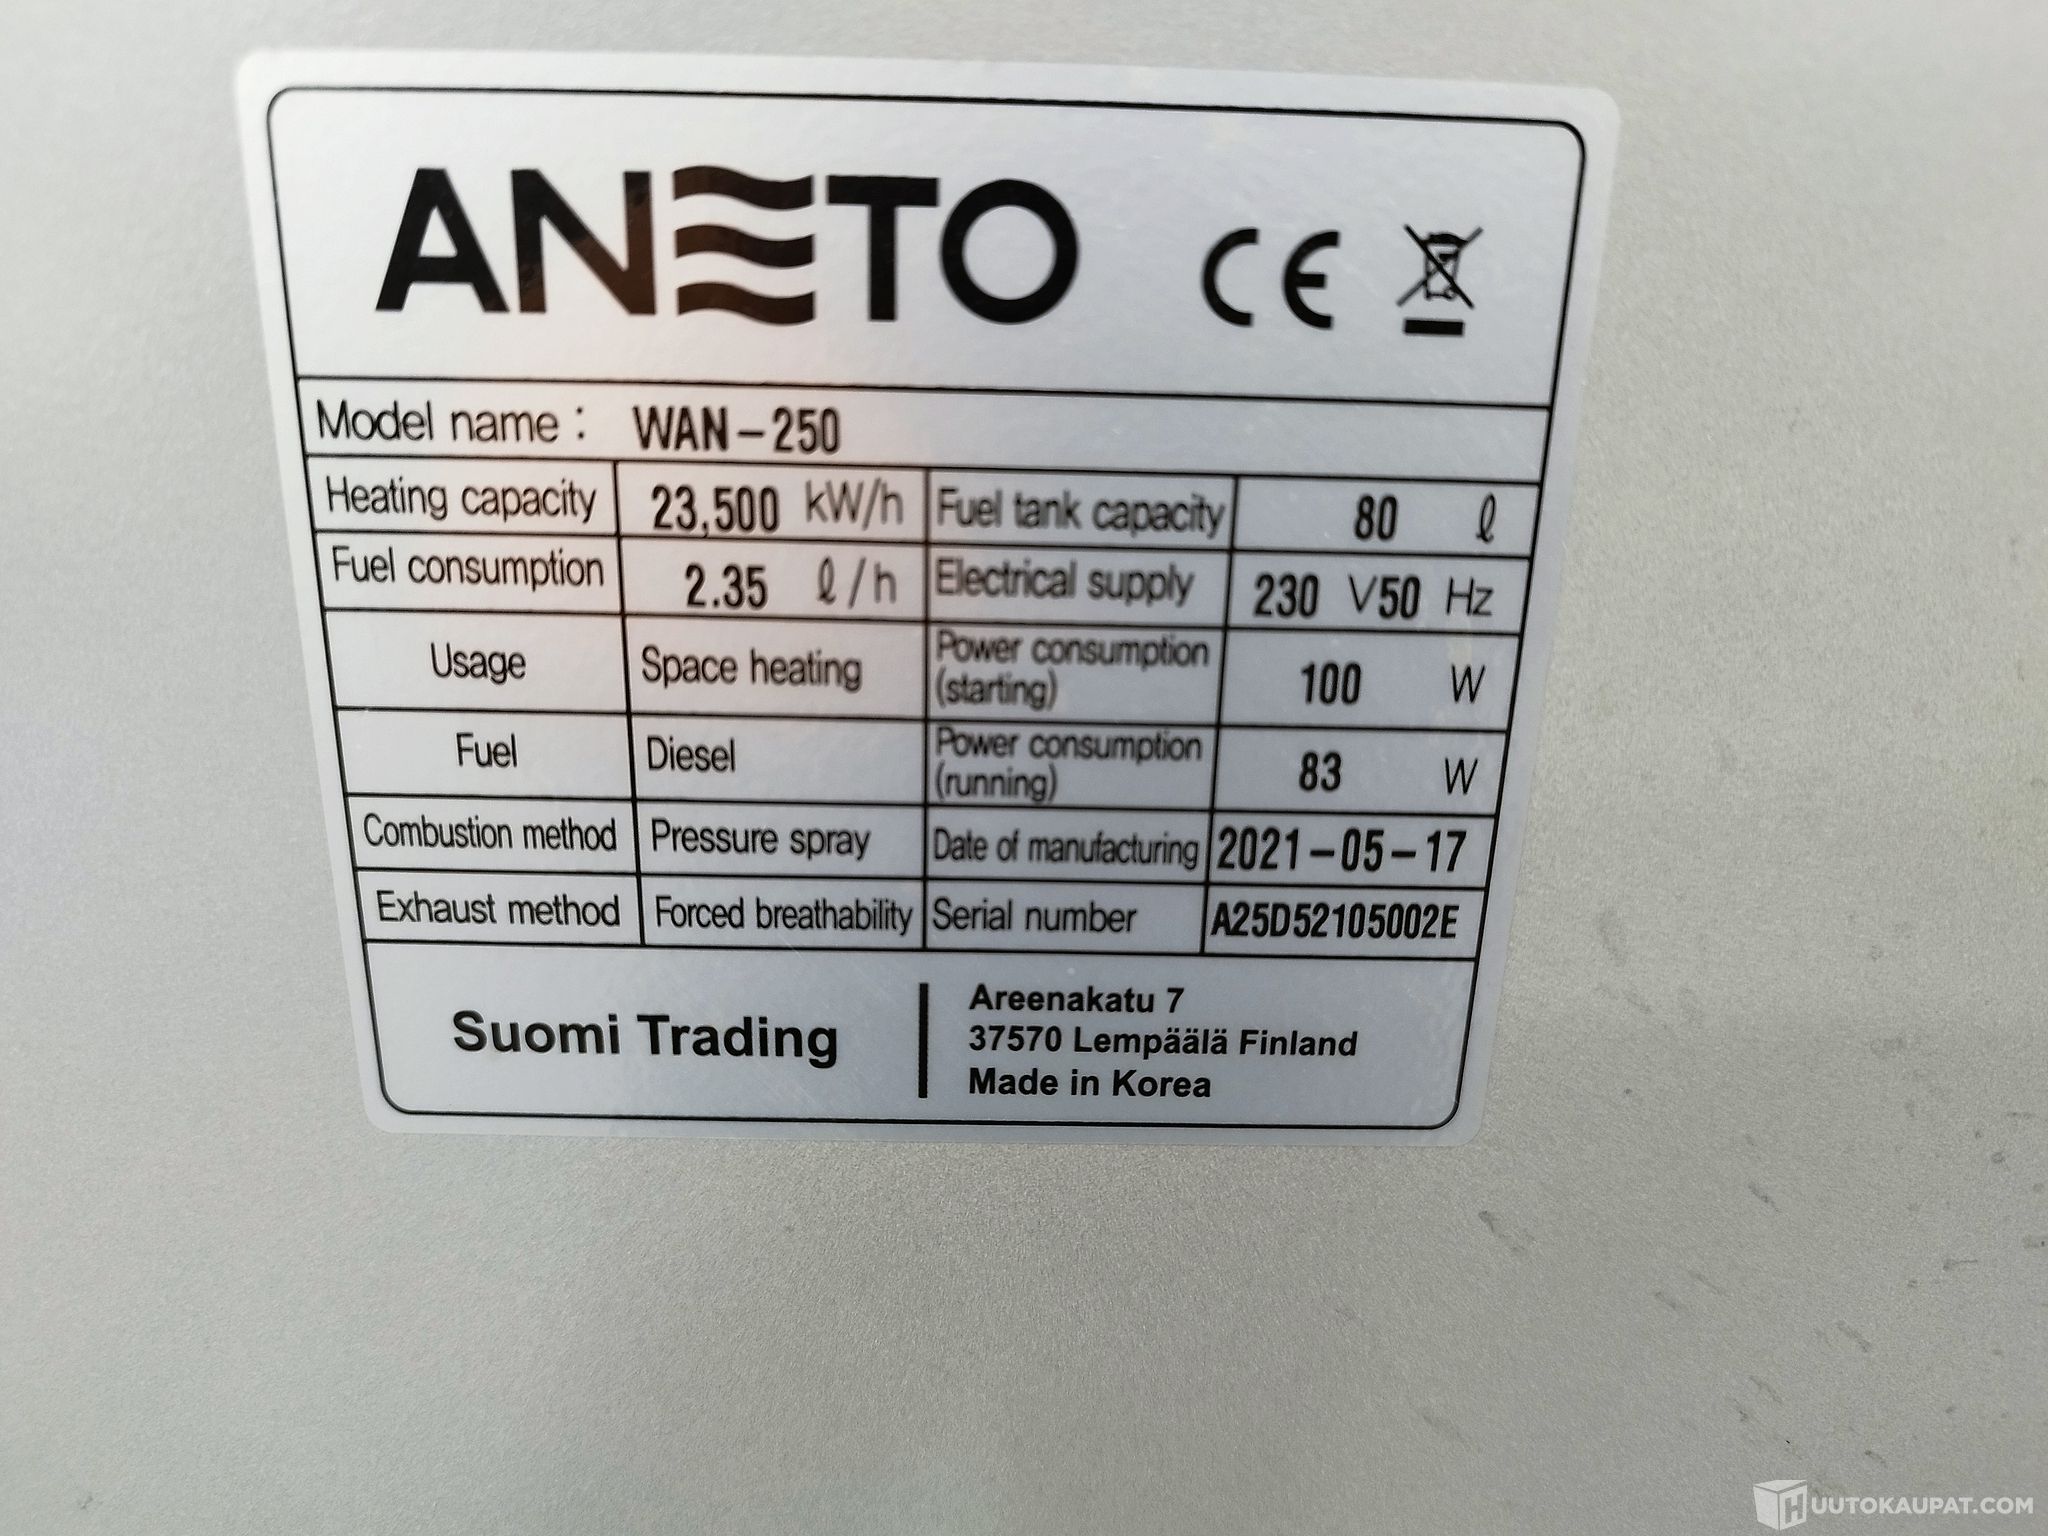 ANETO CE
Model name : WAN-250
Heating capacity 23,500 kW/h Fuel tank capacity 80 ℓ
Fuel consumption 2.35 ℓ/h Electrical supply 230 V50 Hz
Usage Space heating Power consumption (starting) 100 W
Fuel Diesel Power consumption (running) 83 W
Combustion method Pressure spray Date of manufacturing 2021-05-17
Exhaust method Forced breathability Serial number A25D52105002E
Suomi Trading
Areenakatu 7
37570 Lempäälä Finland
Made in Korea
HUUTOKAUPAT.COM